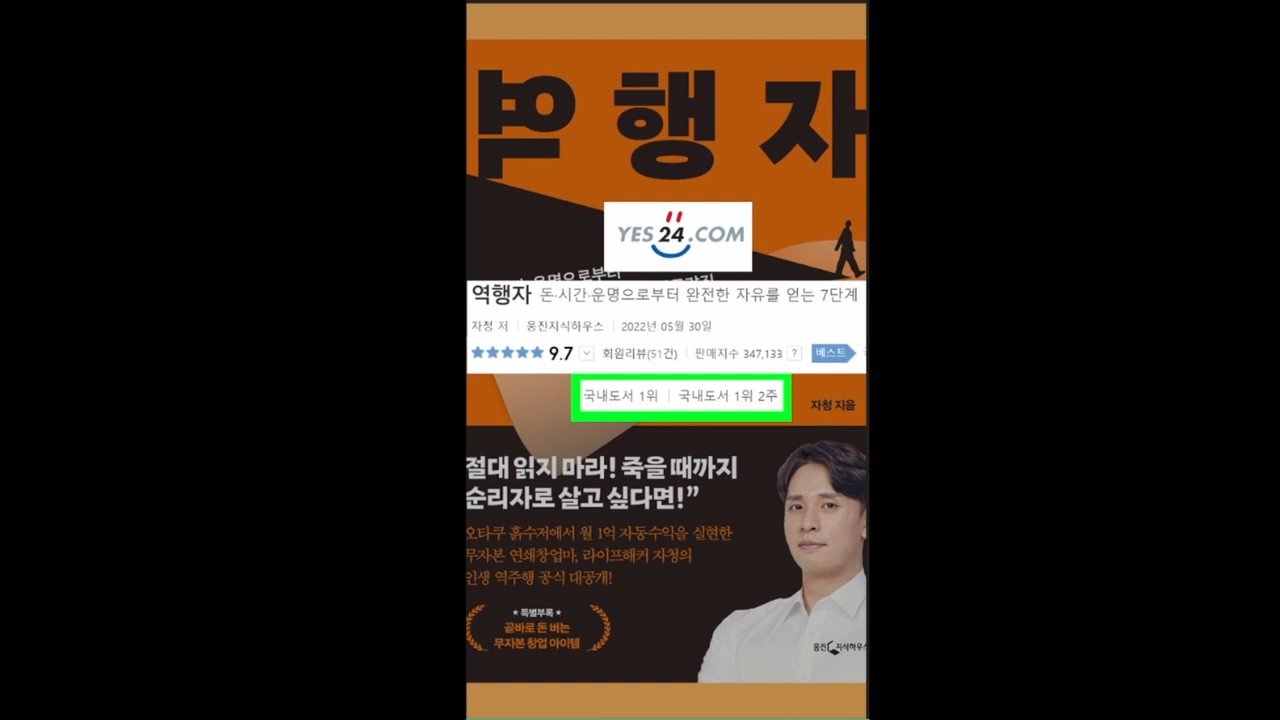 역행자
YES24.COM
운명으로부터
역행자 돈·시간·운명으로부터 완전한 자유를 얻는 7단계
자청 저 | 웅진지식하우스 | 2022년 05월 30일
★★★★★ 9.7 회원리뷰(51건) | 판매지수 347,133 ? 베스트
국내도서 1위 | 국내도서 1위 2주
자청 지음
절대 읽지 마라! 죽을 때까지
순리자로 살고 싶다면!”
오타쿠 흙수저에서 월 1억 자동수익을 실현한
무자본 연쇄창업마, 라이프해커 자청의
인생 역주행 공식 대공개!
★ 특별부록 ★
곧바로 돈 버는
무자본 창업 아이템
웅진 지식하우스